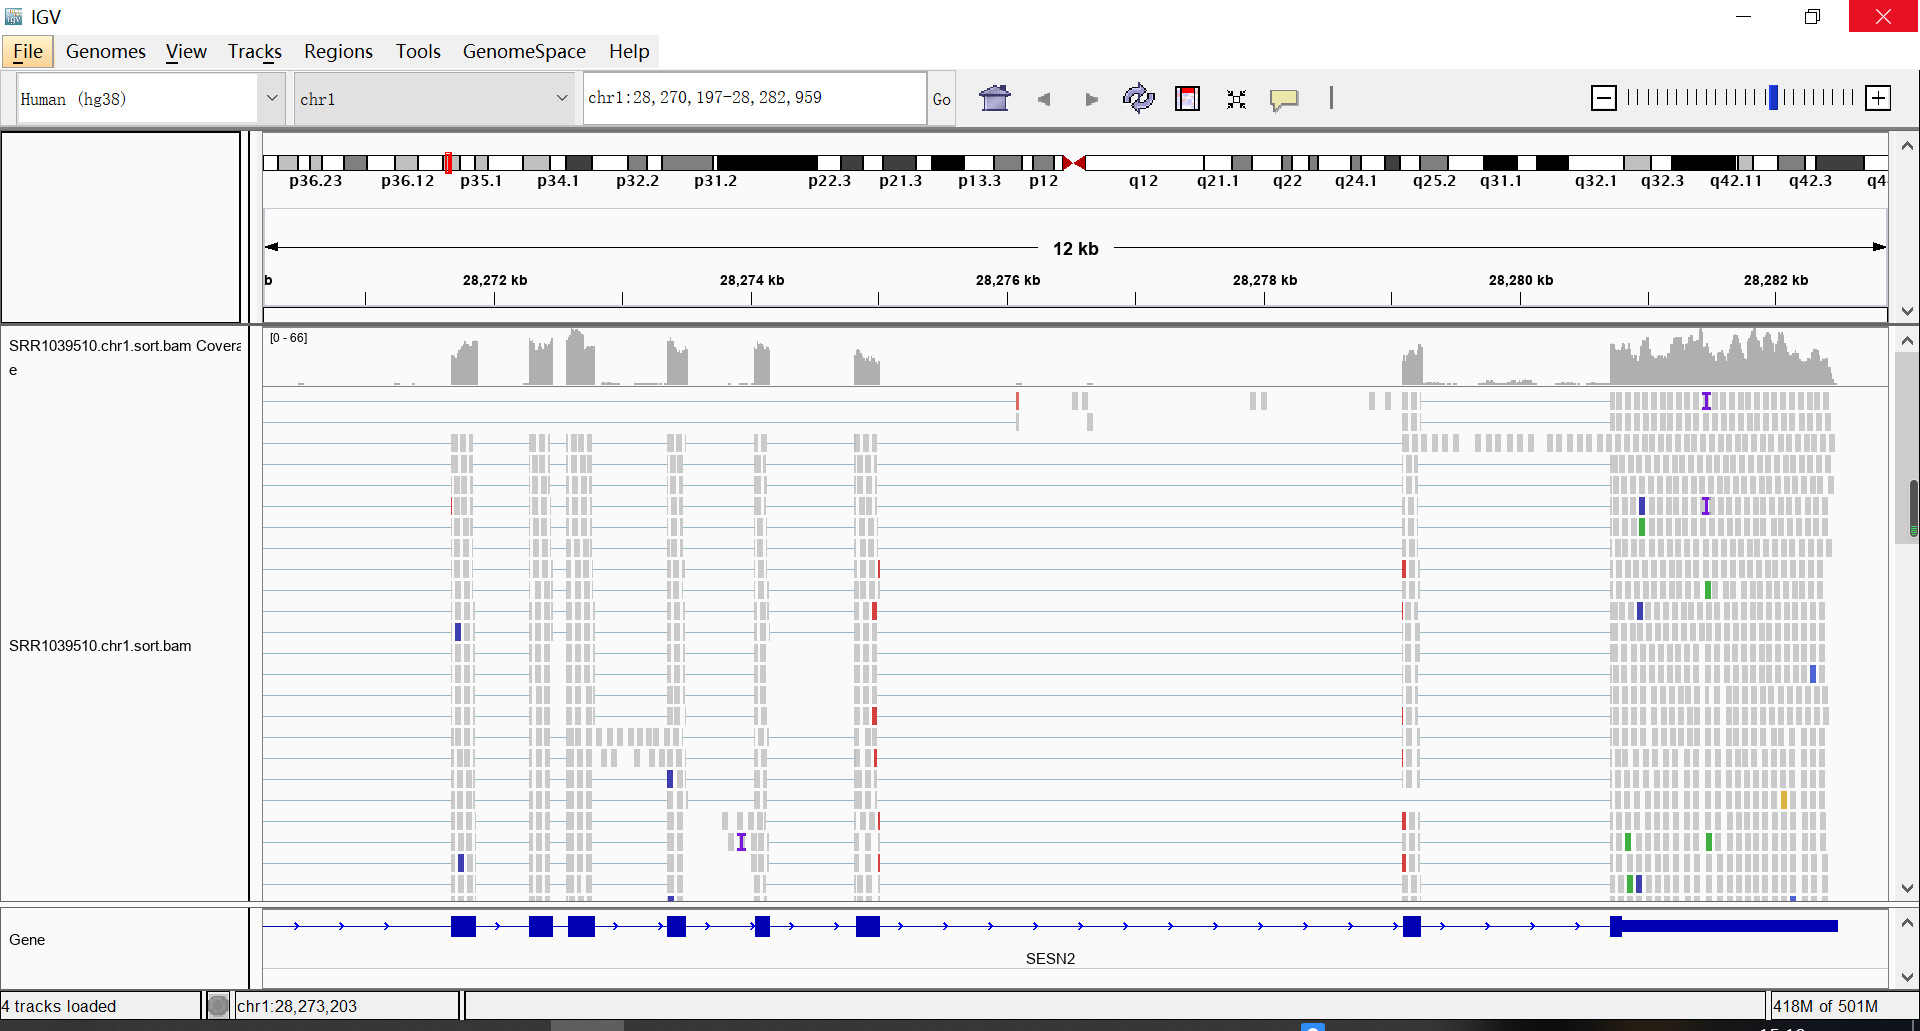 IGV
File Genomes View Tracks Regions Tools GenomeSpace Help
Human (hg38) chr1 chr1:28,270,197-28,282,959 Go
p36.23 p36.12 p35.1 p34.1 p32.2 p31.2 p22.3 p21.3 p13.3 p12 q12 q21.1 q22 q24.1 q25.2 q31.1 q32.1 q32.3 q42.11 q42.3 q4
12 kb
b 28,272 kb 28,274 kb 28,276 kb 28,278 kb 28,280 kb 28,282 kb
[0 - 66]
SRR1039510.chr1.sort.bam Covera
e
SRR1039510.chr1.sort.bam
Gene
SESN2
4 tracks loaded chr1:28,273,203 418M of 501M